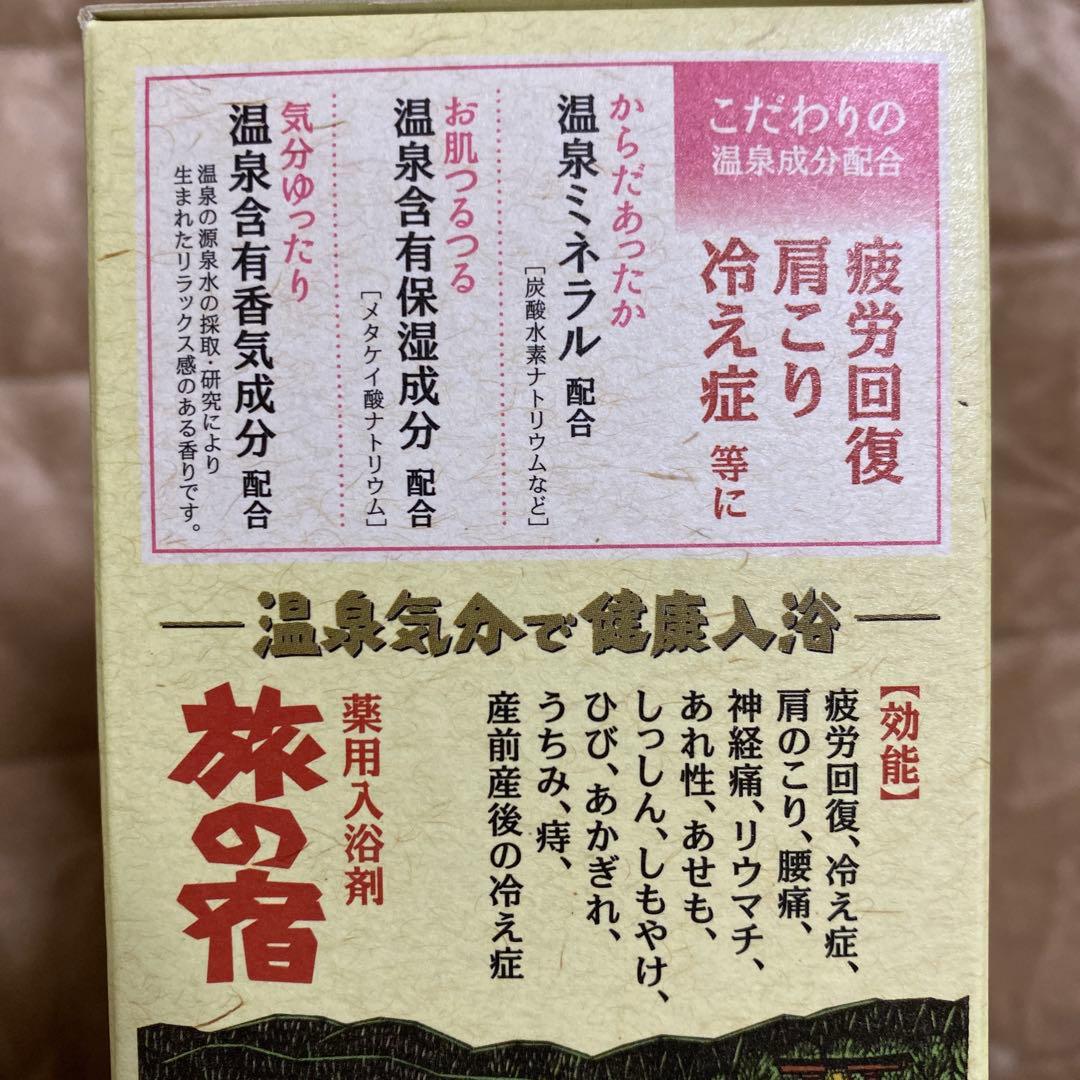 こだわりの
温泉成分配合
疲労回復
肩こり
冷え症 等に
からだあったか
温泉ミネラル 配合
[炭酸水素ナトリウムなど]
お肌つるつる
温泉含有保湿成分 配合
[メタケイ酸ナトリウム]
気分ゆったり
温泉含有香気成分 配合
温泉の源泉水の採取・研究により
生まれたリラックス感のある香りです。
温泉気分で健康入浴
【効能】
疲労回復、冷え症、
肩のこり、腰痛、
神経痛、リウマチ、
あれ性、あせも、
しっしん、しもやけ、
ひび、あかぎれ、
うちみ、痔、
産前産後の冷え症
薬用入浴剤
旅の宿